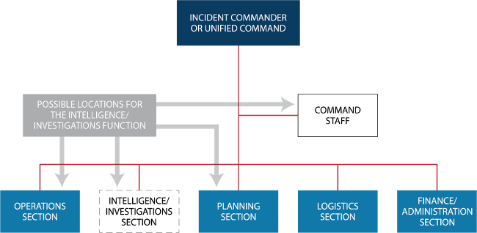 INCIDENT COMMANDER
OR UNIFIED COMMAND
POSSIBLE LOCATIONS FOR
THE INTELLIGENCE/
INVESTIGATIONS FUNCTION
COMMAND
STAFF
OPERATIONS
SECTION
INTELLIGENCE/
INVESTIGATIONS
SECTION
PLANNING
SECTION
LOGISTICS
SECTION
FINANCE/
ADMINISTRATION
SECTION